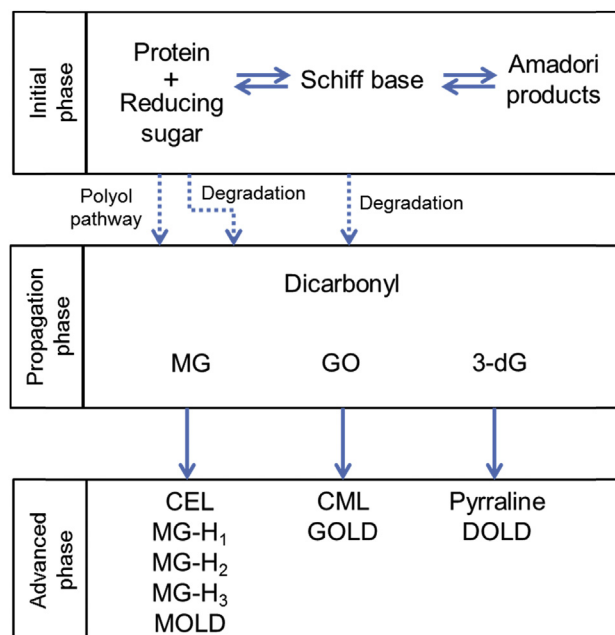 Initial
phase
Protein
+
Reducing
sugar
Schiff base
Amadori
products
Polyol
pathway
Degradation
Degradation
Propagation
phase
Dicarbonyl
MG
GO
3-dG
Advanced
phase
CEL
MG-H₁
MG-H₂
MG-H₃
MOLD
CML
GOLD
Pyrraline
DOLD